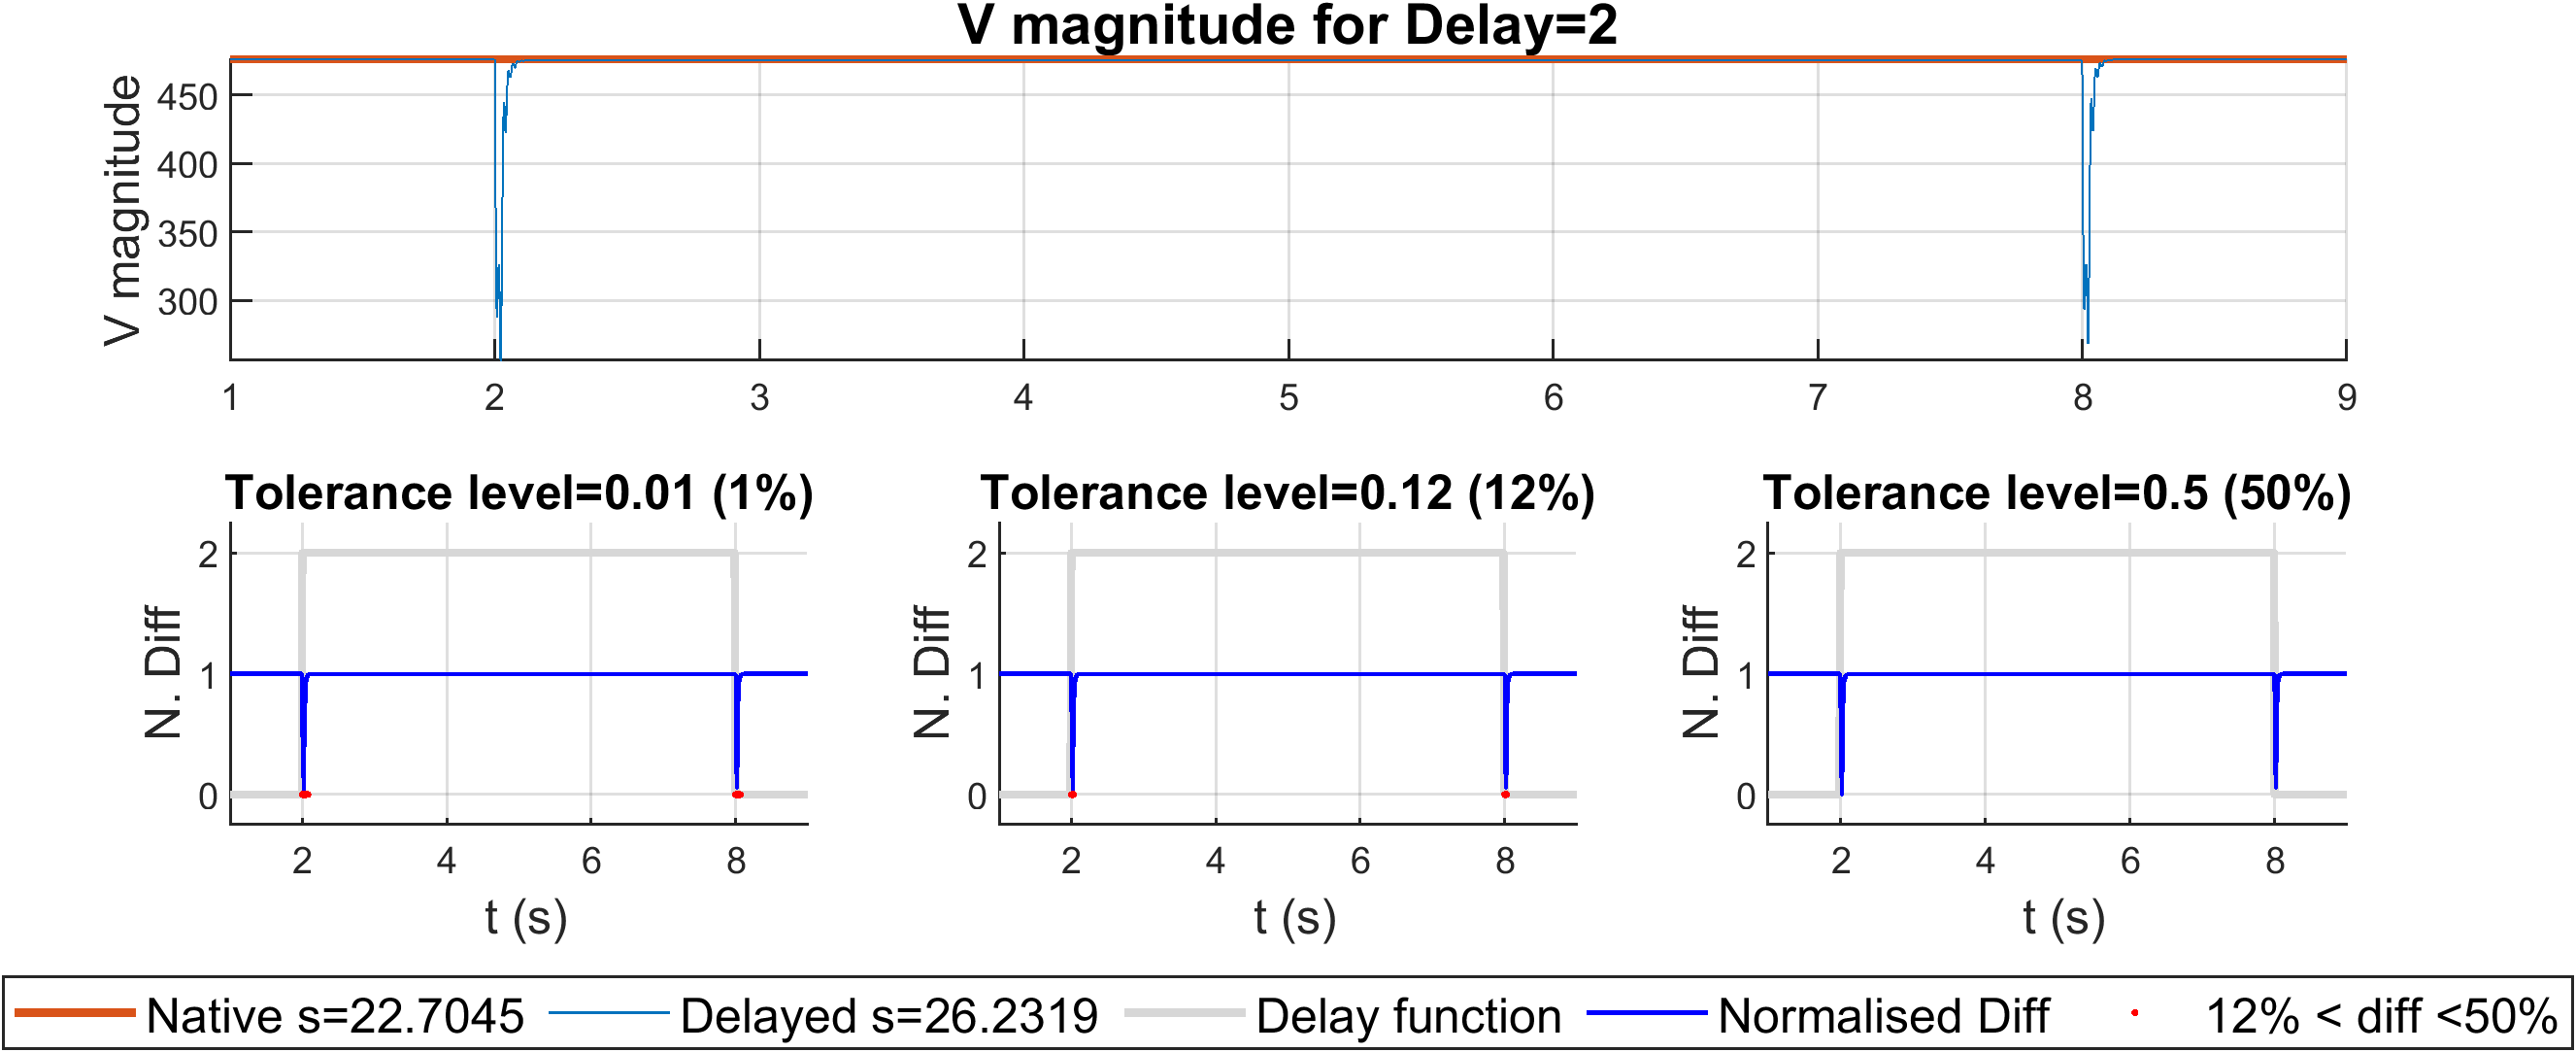 V magnitude for Delay=2
V magnitude
450
400
350
300
1 2 3 4 5 6 7 8 9
Tolerance level=0.01 (1%)
N. Diff
2
1
0
2 4 6 8
t (s)
Tolerance level=0.12 (12%)
N. Diff
2
1
0
2 4 6 8
t (s)
Tolerance level=0.5 (50%)
N. Diff
2
1
0
2 4 6 8
t (s)
Native s=22.7045 Delayed s=26.2319 Delay function Normalised Diff 12% < diff <50%